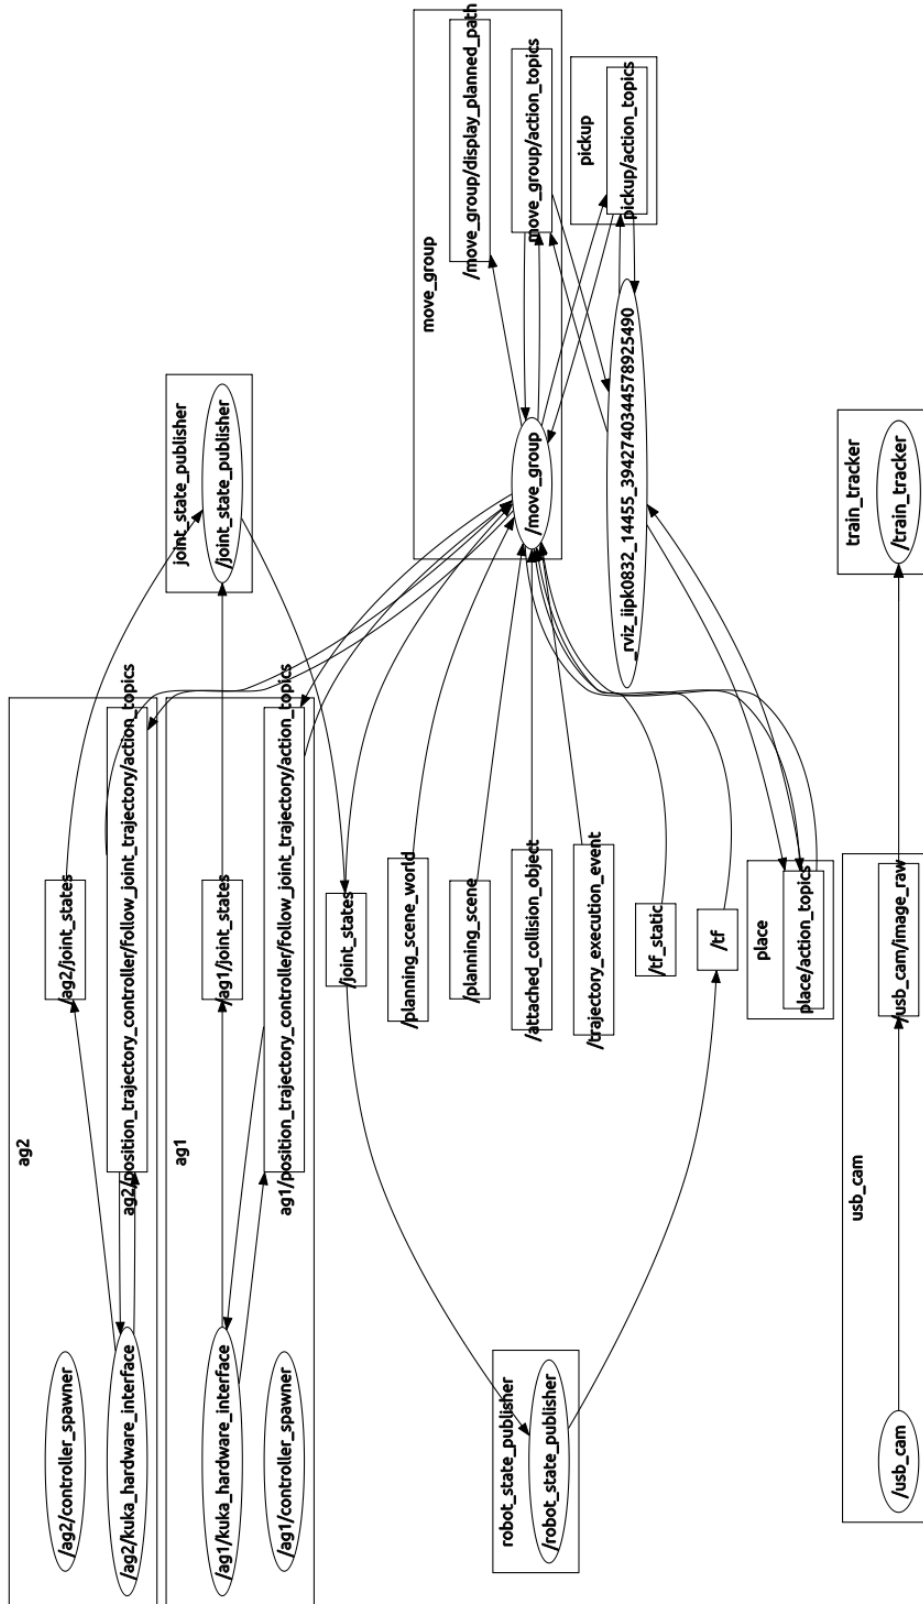 ag2
/ag2/controller_spawner
/ag2/kuka_hardware_interface
/ag2/joint_states
ag2/position_trajectory_controller/follow_joint_trajectory/action_topics
ag1
/ag1/kuka_hardware_interface
/ag1/controller_spawner
/ag1/joint_states
ag1/position_trajectory_controller/follow_joint_trajectory/action_topics
joint_state_publisher
/joint_state_publisher
/joint_states
/planning_scene_world
/planning_scene
/attached_collision_object
/trajectory_execution_event
/tf_static
/tf
place
place/action_topics
robot_state_publisher
/robot_state_publisher
move_group
/move_group
/move_group/display_planned_path
move_group/action_topics
pickup
pickup/action_topics
_rviz_iipk0832_14455_3942740344578925490
usb_cam
/usb_cam
/usb_cam/image_raw
train_tracker
/train_tracker